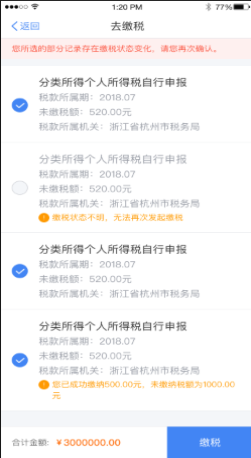 1:20 PM
77%
返回
去缴税
您所选的部分记录存在缴税状态变化，请您再次确认。
分类所得个人所得税自行申报
税款所属期：2018.07
未缴税额：520.00元
税款所属机关：浙江省杭州市税务局
分类所得个人所得税自行申报
税款所属期：2018.07
未缴税额：520.00元
税款所属机关：浙江省杭州市税务局
缴税状态不明，无法再次发起缴税
分类所得个人所得税自行申报
税款所属期：2018.07
未缴税额：520.00元
税款所属机关：浙江省杭州市税务局
分类所得个人所得税自行申报
税款所属期：2018.07
未缴税额：520.00元
税款所属机关：浙江省杭州市税务局
您已成功缴纳500.00元，未缴纳税额为1000.00
元
合计金额：¥3000000.00
缴税